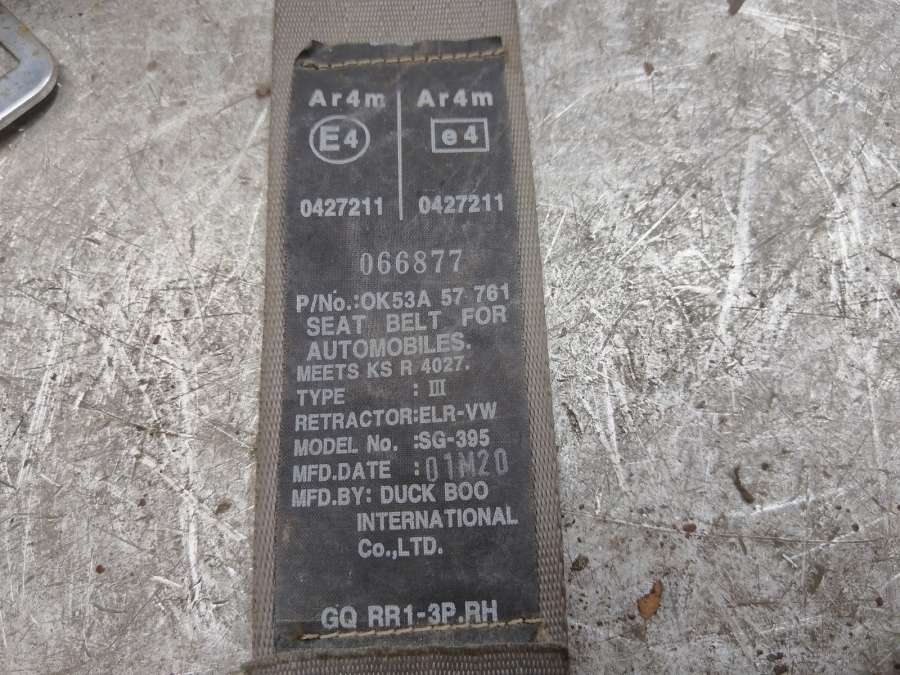 Ar4m Ar4m
E4 e4
0427211 0427211
066877
P/No.:OK53A 57 761
SEAT BELT FOR
AUTOMOBILES.
MEETS KS R 4027.
TYPE : III
RETRACTOR:ELR-VW
MODEL No. :SG-395
MFD.DATE : 01M20
MFD.BY: DUCK BOO
INTERNATIONAL
Co.,LTD.
GQ RR1-3P.RH